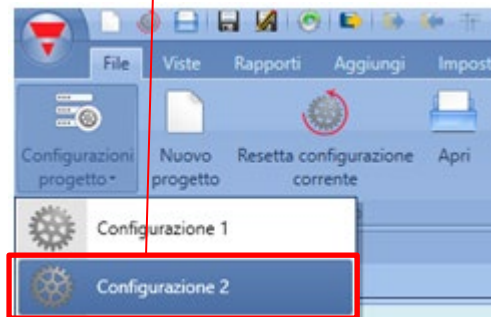 File Viste Rapporti Aggiungi Impost
Configurazioni progetto
Nuovo progetto
Resetta configurazione corrente
Apri
Configurazione 1
Configurazione 2